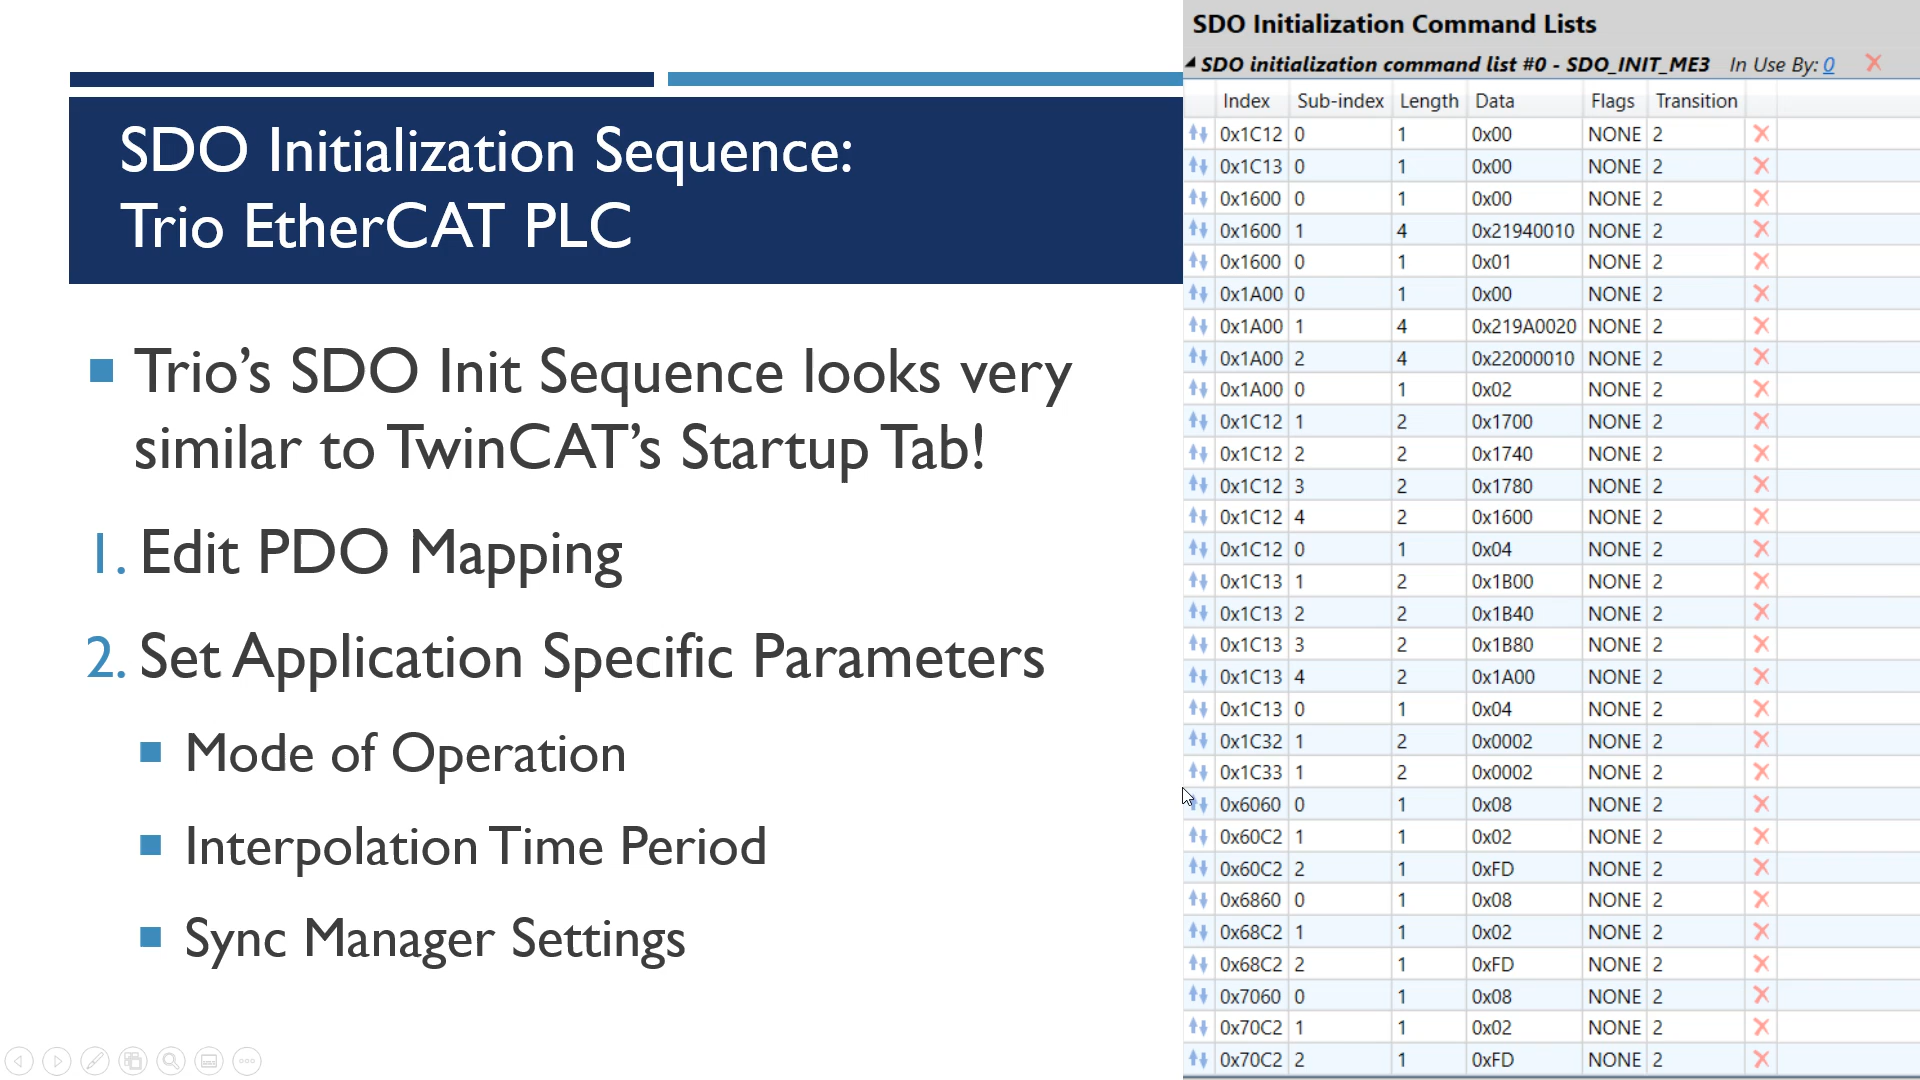 SDO Initialization Sequence:
Trio EtherCAT PLC
■ Trio’s SDO Init Sequence looks very
similar to TwinCAT’s Startup Tab!
1. Edit PDO Mapping
2. Set Application Specific Parameters
■ Mode of Operation
■ Interpolation Time Period
■ Sync Manager Settings
SDO Initialization Command Lists
SDO initialization command list #0 - SDO_INIT_ME3 In Use By: 0
Index Sub-index Length Data Flags Transition
0x1C12 0 1 0x00 NONE 2
0x1C13 0 1 0x00 NONE 2
0x1600 0 1 0x00 NONE 2
0x1600 1 4 0x21940010 NONE 2
0x1600 0 1 0x01 NONE 2
0x1A00 0 1 0x00 NONE 2
0x1A00 1 4 0x219A0020 NONE 2
0x1A00 2 4 0x22000010 NONE 2
0x1A00 0 1 0x02 NONE 2
0x1C12 1 2 0x1700 NONE 2
0x1C12 2 2 0x1740 NONE 2
0x1C12 3 2 0x1780 NONE 2
0x1C12 4 2 0x1600 NONE 2
0x1C12 0 1 0x04 NONE 2
0x1C13 1 2 0x1B00 NONE 2
0x1C13 2 2 0x1B40 NONE 2
0x1C13 3 2 0x1B80 NONE 2
0x1C13 4 2 0x1A00 NONE 2
0x1C13 0 1 0x04 NONE 2
0x1C32 1 2 0x0002 NONE 2
0x1C33 1 2 0x0002 NONE 2
0x6060 0 1 0x08 NONE 2
0x60C2 1 1 0x02 NONE 2
0x60C2 2 1 0xFD NONE 2
0x6860 0 1 0x08 NONE 2
0x68C2 1 1 0x02 NONE 2
0x68C2 2 1 0xFD NONE 2
0x7060 0 1 0x08 NONE 2
0x70C2 1 1 0x02 NONE 2
0x70C2 2 1 0xFD NONE 2